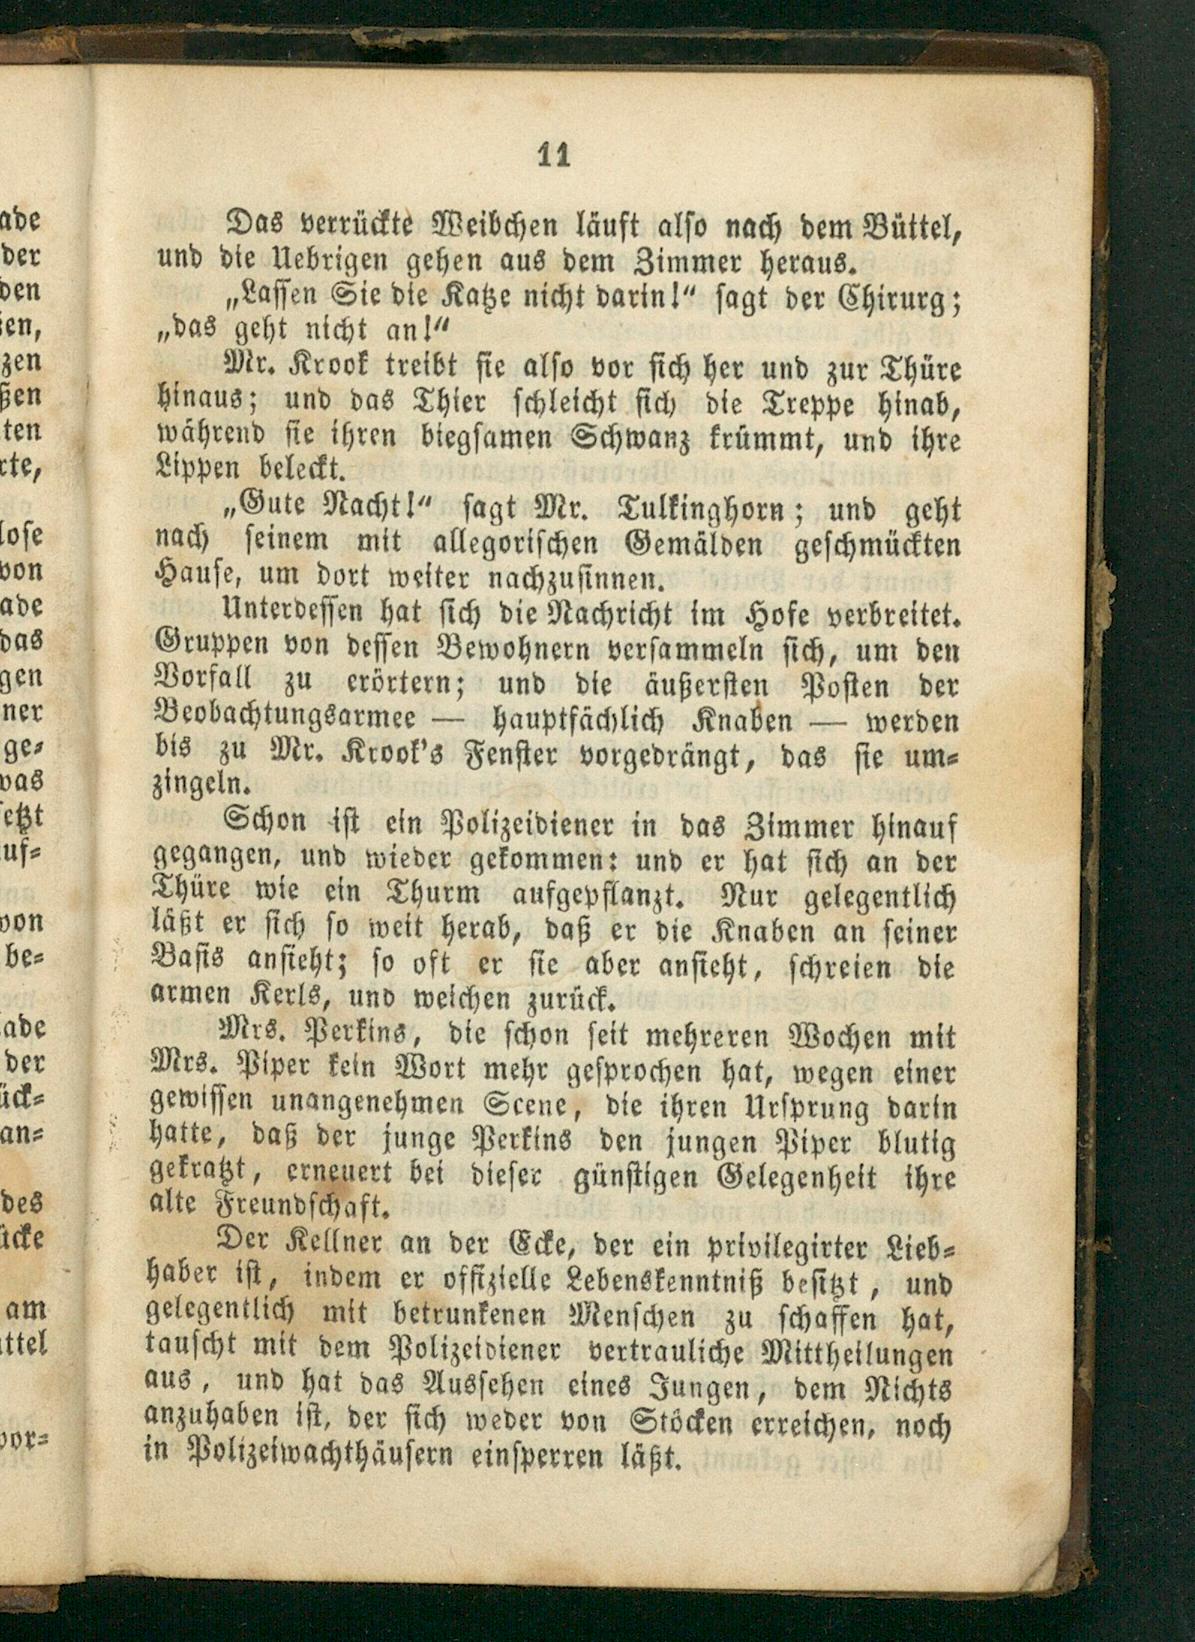 11
Das verrückte Weibchen läuft also nach dem Büttel,
und die Uebrigen gehen aus dem Zimmer heraus.
„Lassen Sie die Katze nicht darin!“ sagt der Chirurg;
„das geht nicht an!“
Mr. Krook treibt sie also vor sich her und zur Thüre
hinaus; und das Thier schleicht sich die Treppe hinab,
während sie ihren biegsamen Schwanz krümmt, und ihre
Lippen beleckt.
„Gute Nacht!“ sagt Mr. Tulkinghorn; und geht
nach seinem mit allegorischen Gemälden geschmückten
Hause, um dort weiter nachzusinnen.
Unterdessen hat sich die Nachricht im Hofe verbreitet.
Gruppen von dessen Bewohnern versammeln sich, um den
Vorfall zu erörtern; und die äußersten Posten der
Beobachtungsarmee — hauptsächlich Knaben — werden
bis zu Mr. Krook's Fenster vorgedrängt, das sie um-
zingeln.
Schon ist ein Polizeidiener in das Zimmer hinauf
gegangen, und wieder gekommen: und er hat sich an der
Thüre wie ein Thurm aufgepflanzt. Nur gelegentlich
läßt er sich so weit herab, daß er die Knaben an seiner
Basis ansieht; so oft er sie aber ansieht, schreien die
armen Kerls, und weichen zurück.
Mrs. Perkins, die schon seit mehreren Wochen mit
Mrs. Piper kein Wort mehr gesprochen hat, wegen einer
gewissen unangenehmen Scene, die ihren Ursprung darin
hatte, daß der junge Perkins den jungen Piper blutig
gekratzt, erneuert bei dieser günstigen Gelegenheit ihre
alte Freundschaft.
Der Kellner an der Ecke, der ein privilegirter Lieb-
haber ist, indem er offizielle Lebenskenntniß besitzt, und
gelegentlich mit betrunkenen Menschen zu schaffen hat,
tauscht mit dem Polizeidiener vertrauliche Mittheilungen
aus, und hat das Aussehen eines Jungen, dem Nichts
anzuhaben ist, der sich weder von Stöcken erreichen, noch
in Polizeiwachthäusern einsperren läßt.